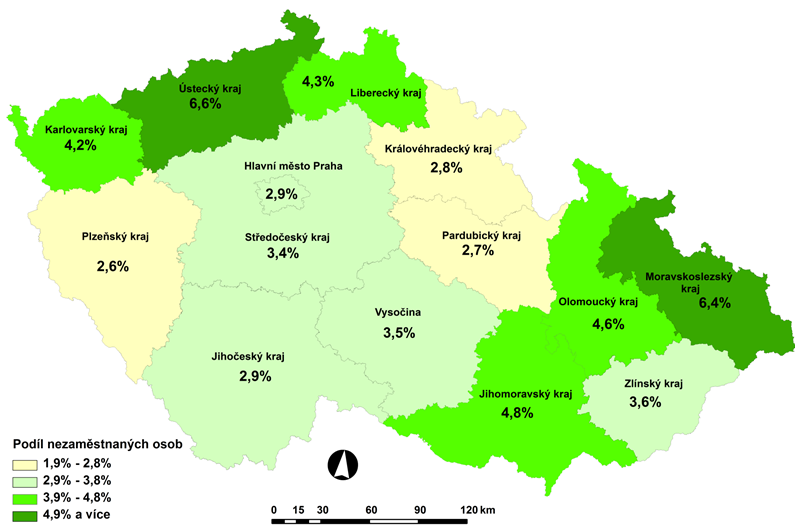 Ústecký kraj
6,6%
4,3%
Liberecký kraj
Karlovarský kraj
4,2%
Královéhradecký kraj
2,8%
Hlavní město Praha
2,9%
Středočeský kraj
3,4%
Plzeňský kraj
2,6%
Pardubický kraj
2,7%
Moravskoslezský
kraj
6,4%
Olomoucký kraj
4,6%
Vysočina
3,5%
Jihočeský kraj
2,9%
Jihomoravský kraj
4,8%
Zlínský kraj
3,6%
Podíl nezaměstnaných osob
1,9% - 2,8%
2,9% - 3,8%
3,9% - 4,8%
4,9% a více
0 15 30 60 90 120 km